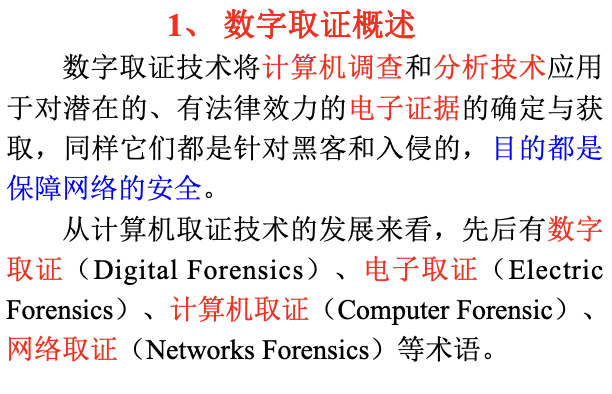 1、 数字取证概述
数字取证技术将计算机调查和分析技术应用
于对潜在的、有法律效力的电子证据的确定与获
取，同样它们都是针对黑客和入侵的，目的都是
保障网络的安全。
从计算机取证技术的发展来看，先后有数字
取证（Digital Forensics）、电子取证（Electric
Forensics）、计算机取证（Computer Forensic）、
网络取证（Networks Forensics）等术语。